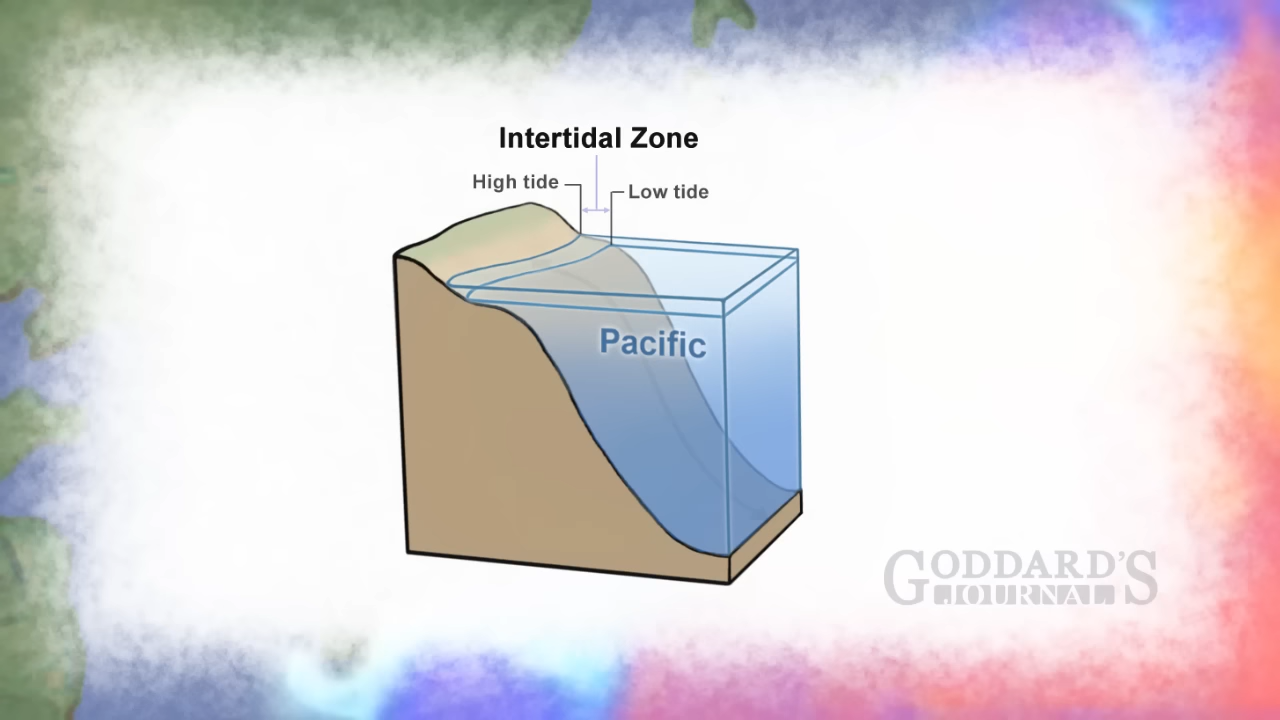 Intertidal Zone
High tide
Low tide
Pacific
GODDARD'S
JOURNAL